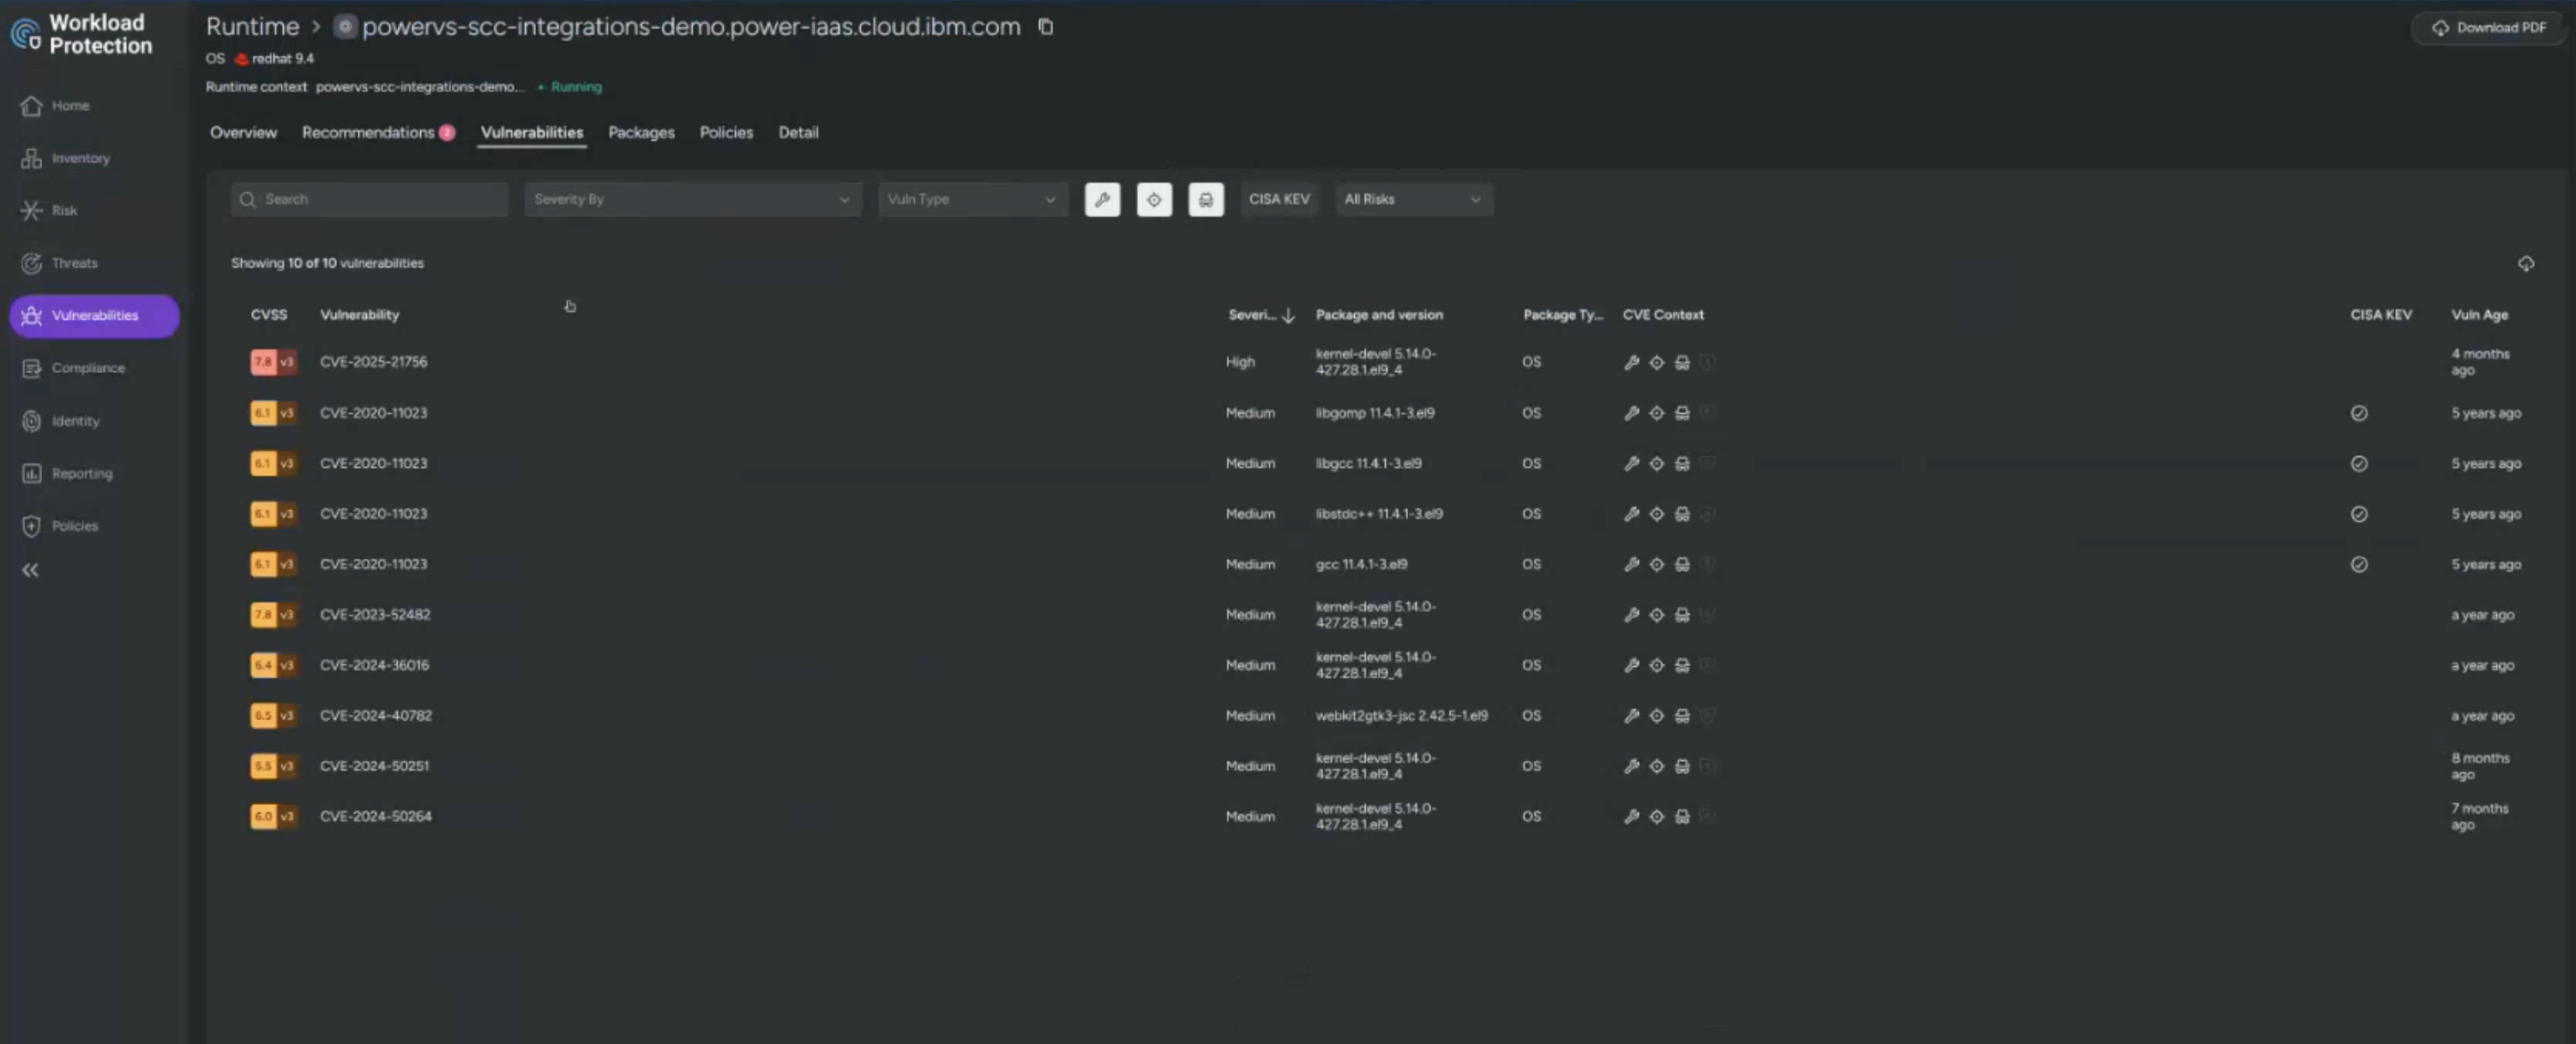 Workload
Protection
Home
Inventory
Risk
Threats
Vulnerabilities
Compliance
Identity
Reporting
Policies
Runtime > powervs-scc-integrations-demo.power-iaas.cloud.ibm.com
Download PDF
OS redhat 9.4
Runtime context powervs-scc-integrations-demo... Running
Overview Recommendations 2 Vulnerabilities Packages Policies Detail
Search Severity By Vuln Type CISA KEV All Risks
Showing 10 of 10 vulnerabilities
CVSS Vulnerability Severi... Package and version Package Ty... CVE Context CISA KEV Vuln Age
7.8 v3 CVE-2025-21756 High kernel-devel 5.14.0-
427.28.1.el9_4 OS 4 months
ago
6.1 v3 CVE-2020-11023 Medium libgomp 11.4.1-3.el9 OS 5 years ago
6.1 v3 CVE-2020-11023 Medium libgcc 11.4.1-3.el9 OS 5 years ago
6.1 v3 CVE-2020-11023 Medium libstdc++ 11.4.1-3.el9 OS 5 years ago
6.1 v3 CVE-2020-11023 Medium gcc 11.4.1-3.el9 OS 5 years ago
7.8 v3 CVE-2023-52482 Medium kernel-devel 5.14.0-
427.28.1.el9_4 OS a year ago
6.4 v3 CVE-2024-36016 Medium kernel-devel 5.14.0-
427.28.1.el9_4 OS a year ago
6.5 v3 CVE-2024-40782 Medium webkit2gtk3-jsc 2.42.5-1.el9 OS a year ago
5.5 v3 CVE-2024-50251 Medium kernel-devel 5.14.0-
427.28.1.el9_4 OS 8 months
ago
6.0 v3 CVE-2024-50264 Medium kernel-devel 5.14.0-
427.28.1.el9_4 OS 7 months
ago